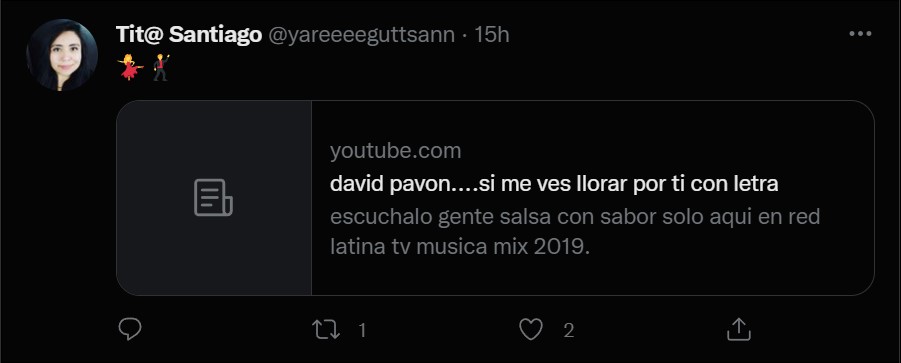 Tit@ Santiago @yareeeeguttsann · 15h
💃🕺
youtube.com
david pavon....si me ves llorar por ti con letra
escuchalo gente salsa con sabor solo aqui en red
latina tv musica mix 2019.
1 2